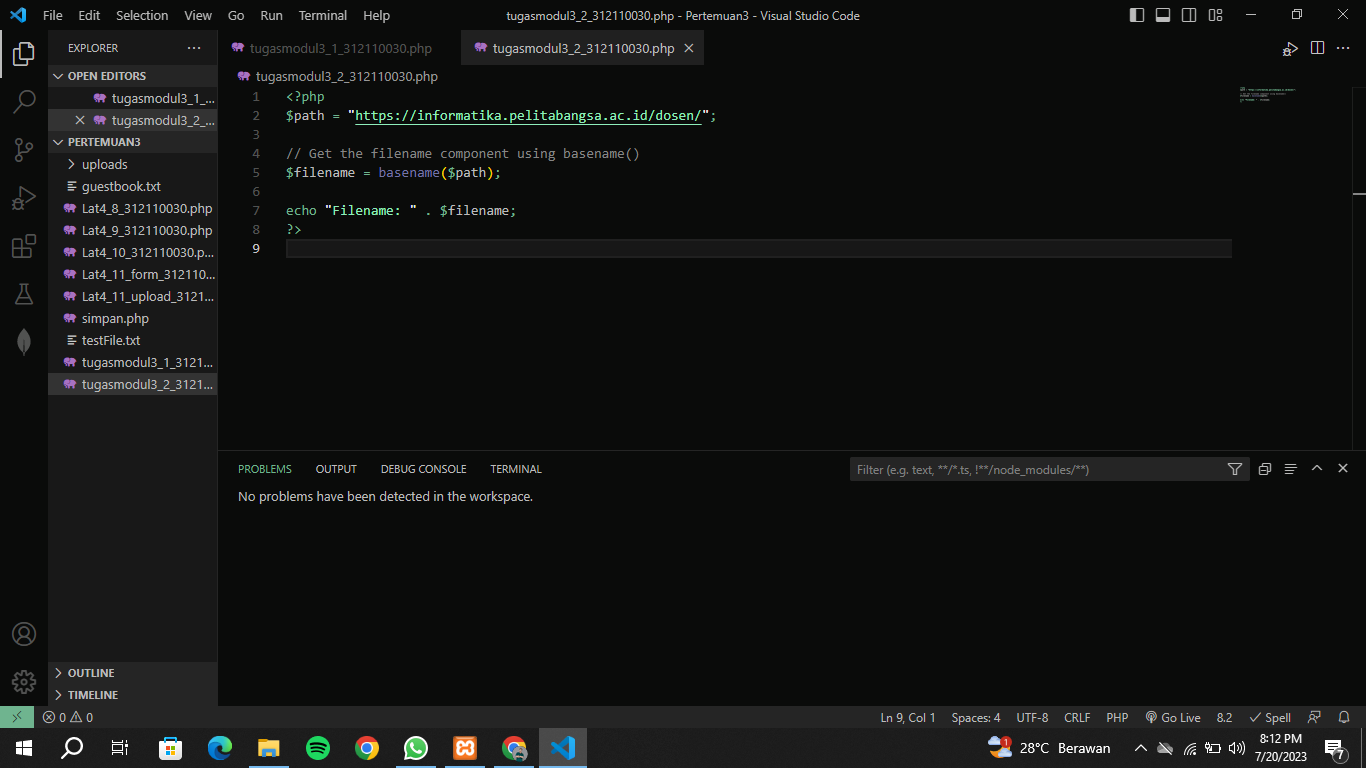 File Edit Selection View Go Run Terminal Help tugasmodul3_2_312110030.php - Pertemuan3 - Visual Studio Code
EXPLORER
OPEN EDITORS
tugasmodul3_1_...
tugasmodul3_2_...
PERTEMUAN3
uploads
guestbook.txt
Lat4_8_312110030.php
Lat4_9_312110030.php
Lat4_10_312110030.p...
Lat4_11_form_312110...
Lat4_11_upload_3121...
simpan.php
testFile.txt
tugasmodul3_1_3121...
tugasmodul3_2_3121...
OUTLINE
TIMELINE
tugasmodul3_1_312110030.php tugasmodul3_2_312110030.php
tugasmodul3_2_312110030.php
1 <?php
2 $path = "https://informatika.pelitabangsa.ac.id/dosen/";
3
4 // Get the filename component using basename()
5 $filename = basename($path);
6
7 echo "Filename: " . $filename;
8 ?>
9
PROBLEMS OUTPUT DEBUG CONSOLE TERMINAL Filter (e.g. text, **/*.ts, !**/node_modules/**)
No problems have been detected in the workspace.
0 0 Ln 9, Col 1 Spaces: 4 UTF-8 CRLF PHP Go Live 8.2 Spell
1 28°C Berawan 8:12 PM
7/20/2023 7